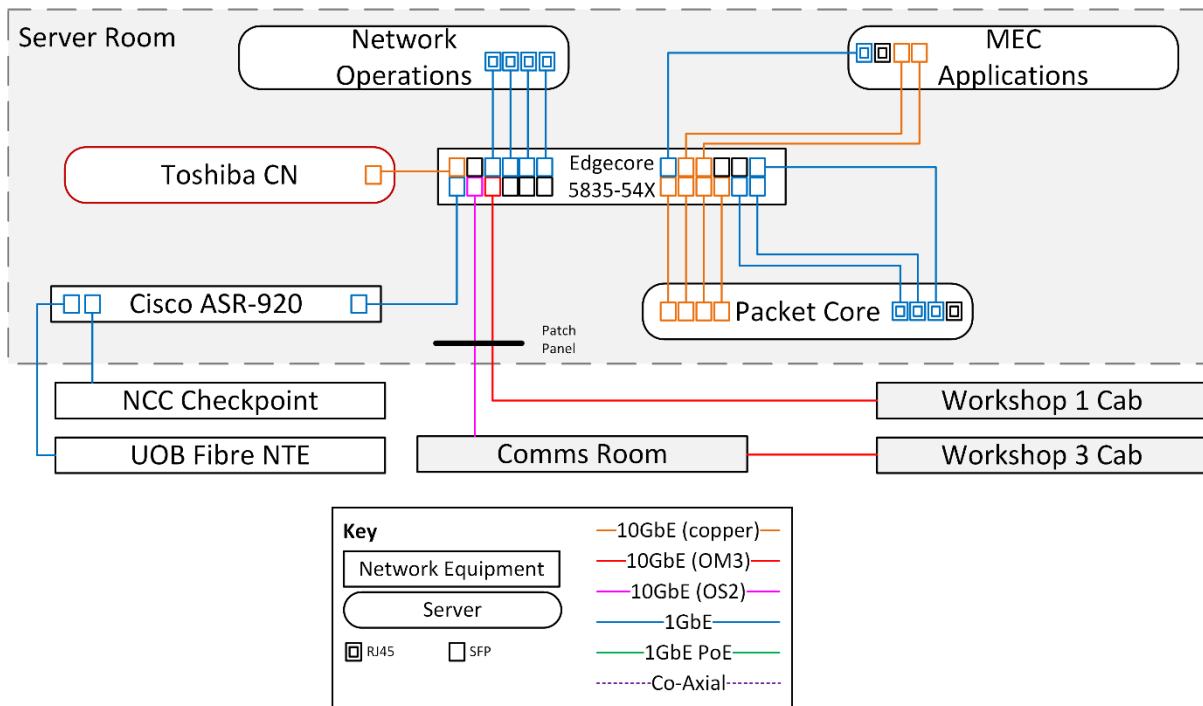 Server Room
Network
Operations
MEC
Applications
Toshiba CN
Edgecore
5835-54X
Cisco ASR-920
Packet Core
Patch
Panel
NCC Checkpoint
Workshop 1 Cab
UOB Fibre NTE
Comms Room
Workshop 3 Cab
Key
Network Equipment
Server
RJ45
SFP
10GbE (copper)
10GbE (OM3)
10GbE (OS2)
1GbE
1GbE PoE
Co-Axial